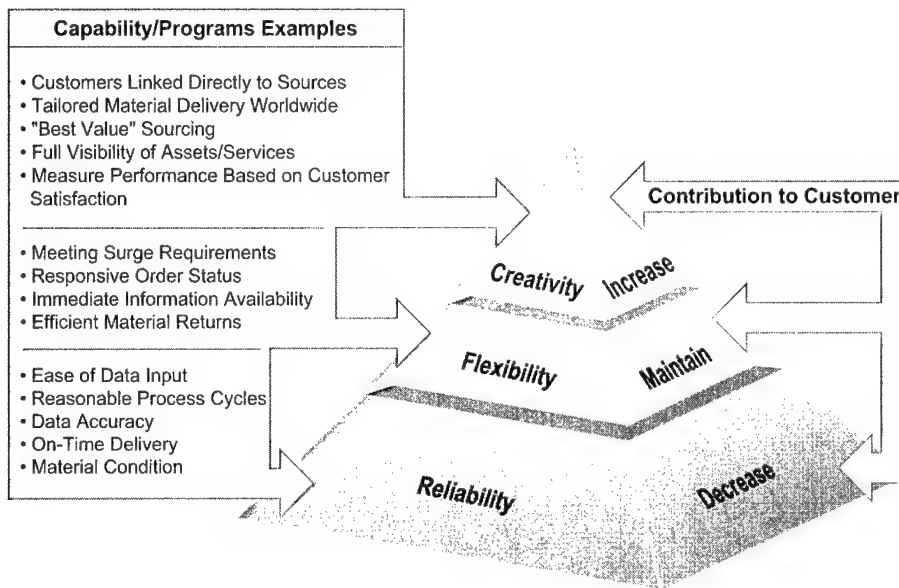 Capability/Programs Examples
• Customers Linked Directly to Sources
• Tailored Material Delivery Worldwide
• "Best Value" Sourcing
• Full Visibility of Assets/Services
• Measure Performance Based on Customer
Satisfaction
• Meeting Surge Requirements
• Responsive Order Status
• Immediate Information Availability
• Efficient Material Returns
• Ease of Data Input
• Reasonable Process Cycles
• Data Accuracy
• On-Time Delivery
• Material Condition
Contribution to Customer
Creativity
Increase
Flexibility
Maintain
Reliability
Decrease